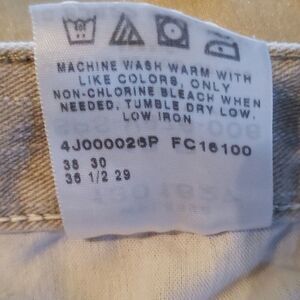 MACHINE WASH WARM WITH
LIKE COLORS, ONLY
NON-CHLORINE BLEACH WHEN
NEEDED, TUMBLE DRY LOW.
LOW IRON
4J000026P FC16100
38 30
36 1/2 29